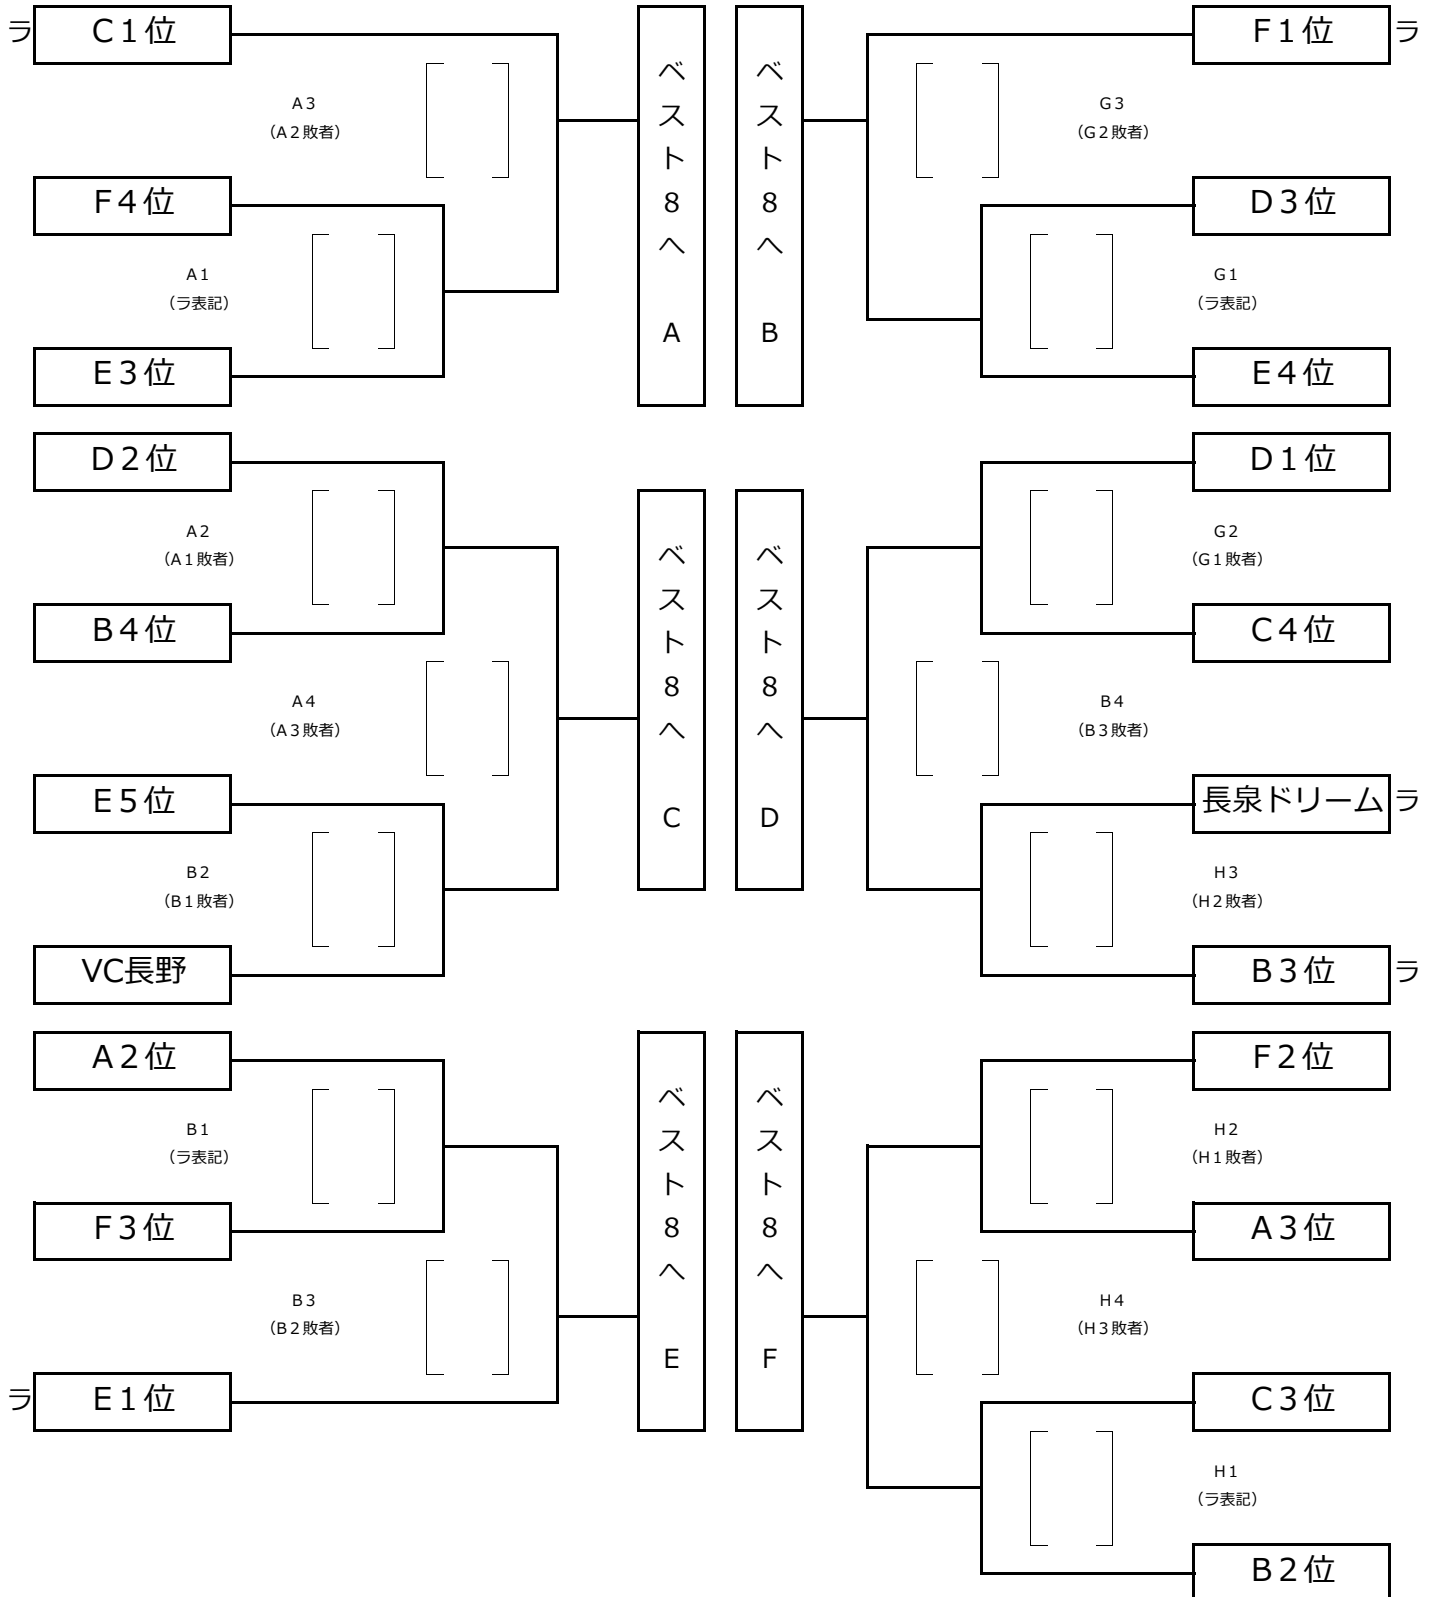 ラ C１位
A３
（A２敗者）
F４位
A１
（ラ表記）
E３位
ベスト８へ A
ベスト８へ B
F１位 ラ
G３
（G２敗者）
D３位
G１
（ラ表記）
E４位
D２位
A２
（A１敗者）
B４位
A４
（A３敗者）
E５位
B２
（B１敗者）
VC長野
ベスト８へ C
ベスト８へ D
D１位
G２
（G１敗者）
C４位
B４
（B３敗者）
長泉ドリーム ラ
H３
（H２敗者）
B３位 ラ
A２位
B１
（ラ表記）
F３位
B３
（B２敗者）
ラ E１位
ベスト８へ E
ベスト８へ F
F２位
H２
（H１敗者）
A３位
H４
（H３敗者）
C３位
H１
（ラ表記）
B２位